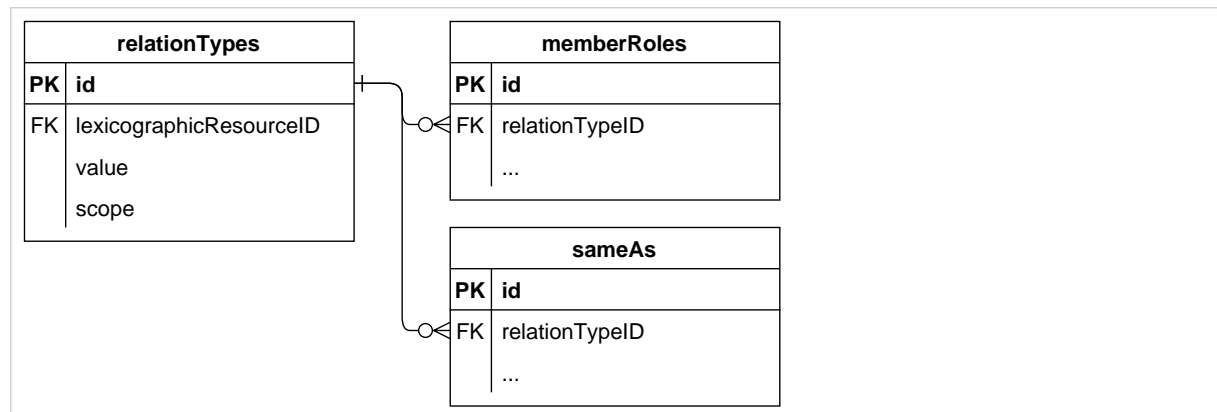 relationTypes
PK id
FK lexicographicResourceID
value
scope
memberRoles
PK id
FK relationTypeID
...
sameAs
PK id
FK relationTypeID
...